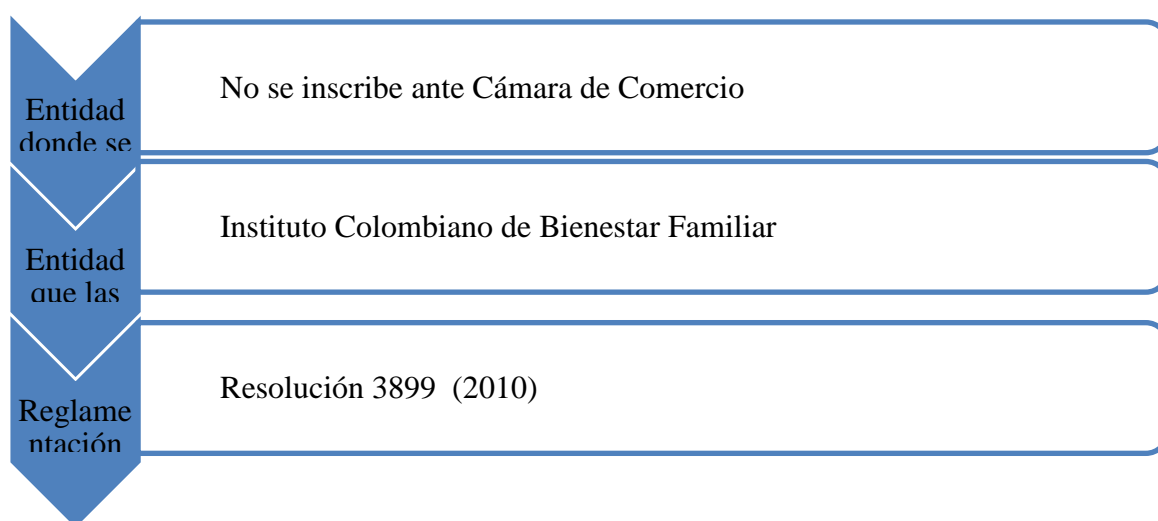 No se inscribe ante Cámara de Comercio
Entidad
donde se
Instituto Colombiano de Bienestar Familiar
Entidad
que las
Resolución 3899 (2010)
Reglame
ntación